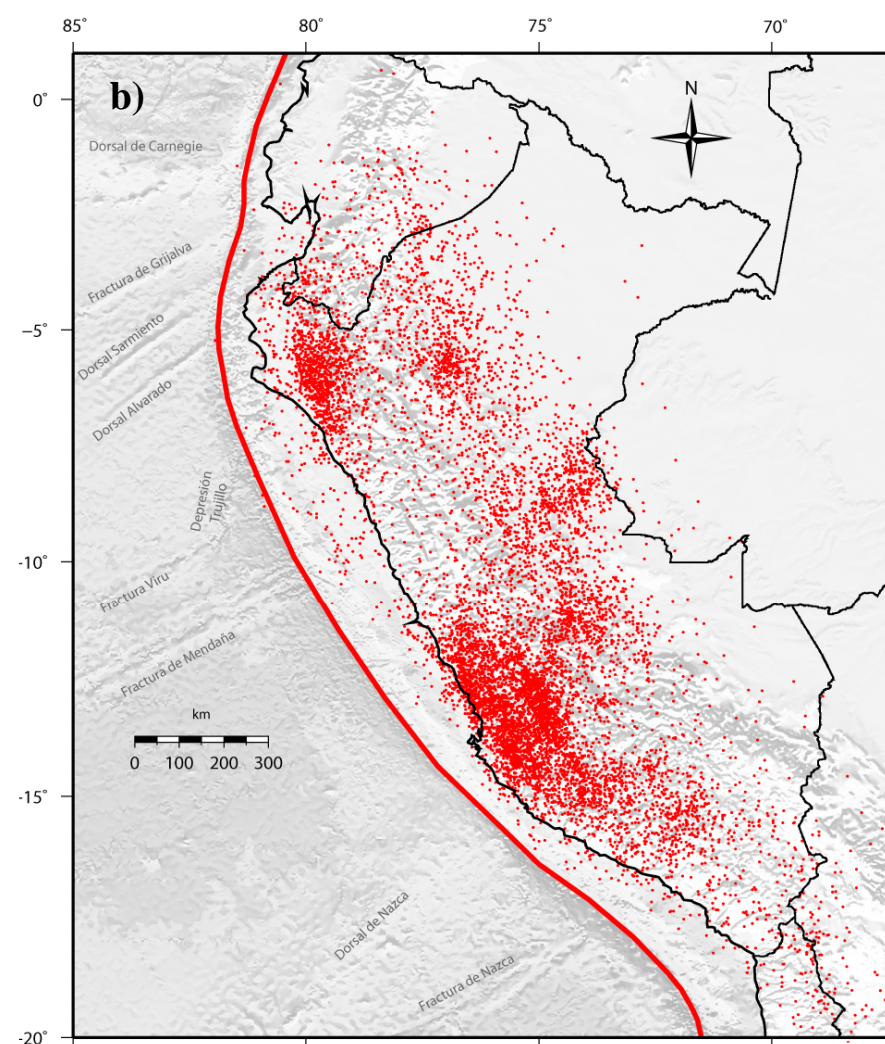 85˚
80˚
75˚
70˚
b)
N
0˚
Dorsal de Carnegie
Fractura de Grijalva
−5˚
Dorsal Sarmiento
Dorsal Alvarado
Depresión
Trujillo
-10˚
Fractura Viru
Fractura de Mendaña
km
0 100 200 300
-15˚
Dorsal de Nazca
Fractura de Nazca
-20˚